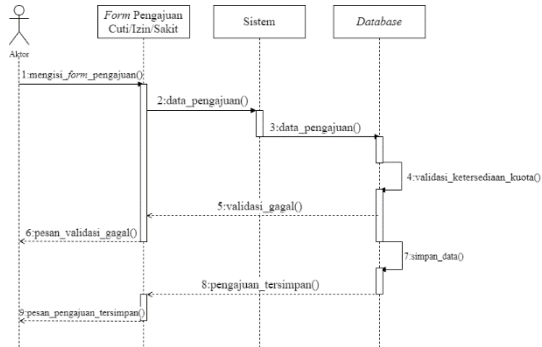 Form Pengajuan
Cuti/Izin/Sakit
Sistem
Database
Aktor
1:mengisi_form_pengajuan()
2:data_pengajuan()
3:data_pengajuan()
4:validasi_ketersediaan_kuota()
5:validasi_gagal()
6:pesan_validasi_gagal()
7:simpan_data()
8:pengajuan_tersimpan()
9:pesan_pengajuan_tersimpan()